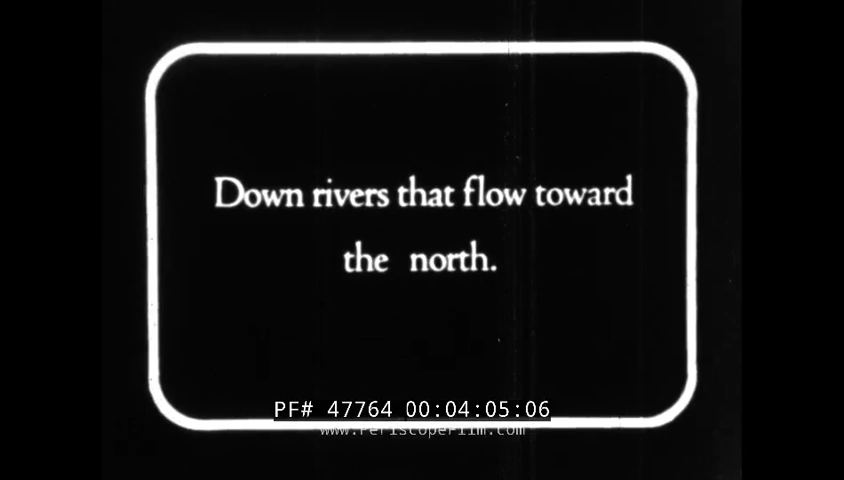 Down rivers that flow toward
the north.
PF# 47764 00:04:05:06
www.PeriscopeFilm.com